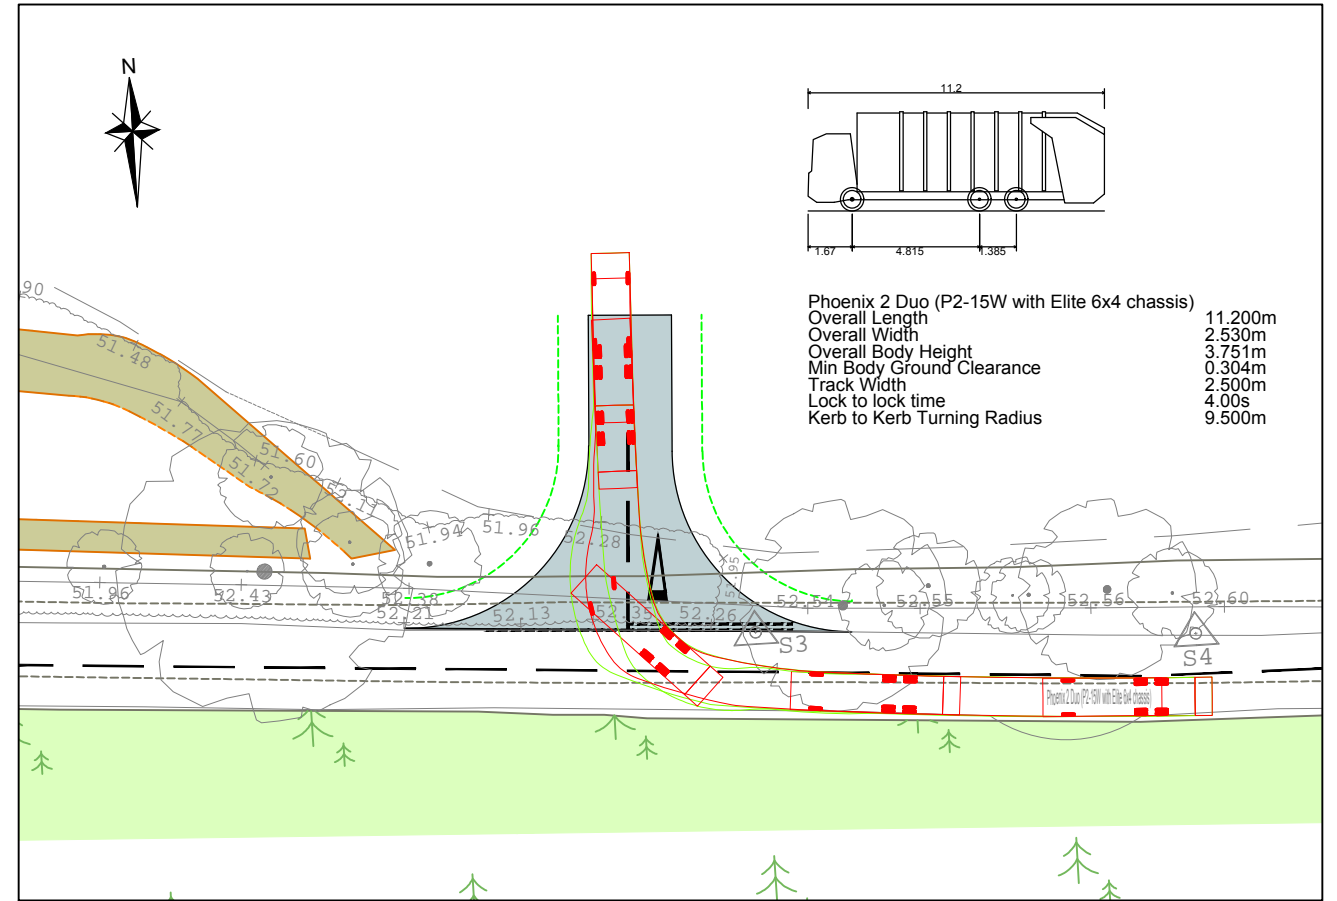 N
11.2
1.67
4.815
1.385
Phoenix 2 Duo (P2-15W with Elite 6x4 chassis)
Overall Length 11.200m
Overall Width 2.530m
Overall Body Height 3.751m
Min Body Ground Clearance 0.304m
Track Width 2.500m
Lock to lock time 4.00s
Kerb to Kerb Turning Radius 9.500m
90
51.48
51.77
51.60
51.72
51.94
51.96
52.28
51.95
51.96
52.43
52.38
52.21
52.13
52.35
52.26
52.54
52.55
52.56
52.60
S3
S4
Phoenix 2 Duo (P2-15W with Elite 6x4 chassis)